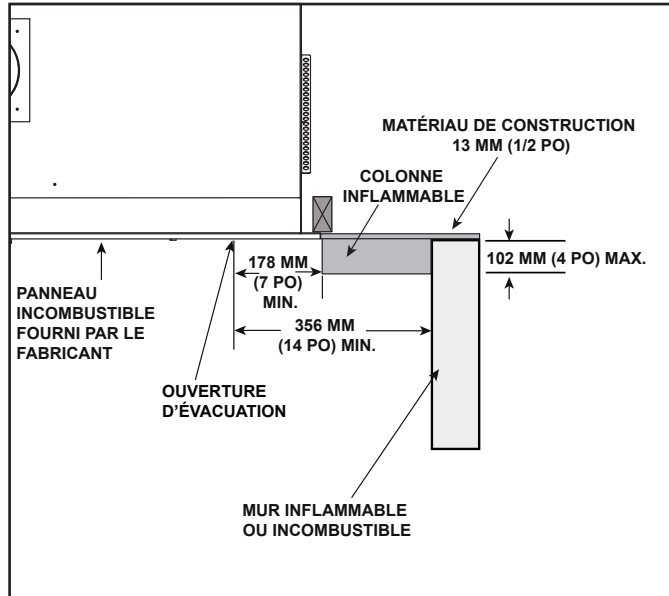 MATÉRIAU DE CONSTRUCTION
13 MM (1/2 PO)
COLONNE
INFLAMMABLE
178 MM
(7 PO)
MIN.
102 MM (4 PO) MAX.
PANNEAU
INCOMBUSTIBLE
FOURNI PAR LE
FABRICANT
356 MM
(14 PO) MIN.
OUVERTURE
D'ÉVACUATION
MUR INFLAMMABLE
OU INCOMBUSTIBLE